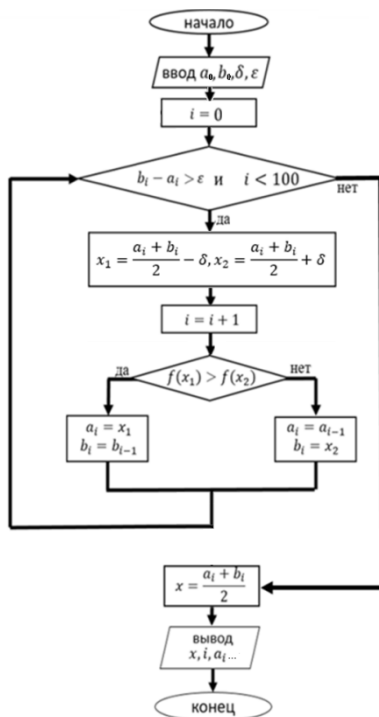 начало
ввод a₀, b₀, δ, ε
i = 0
bᵢ − aᵢ > ε и i < 100
нет
да
x₁ = (aᵢ + bᵢ)/2 − δ, x₂ = (aᵢ + bᵢ)/2 + δ
i = i + 1
да
f(x₁) > f(x₂)
нет
aᵢ = x₁
bᵢ = bᵢ₋₁
aᵢ = aᵢ₋₁
bᵢ = x₂
x = (aᵢ + bᵢ)/2
вывод
x, i, aᵢ...
конец